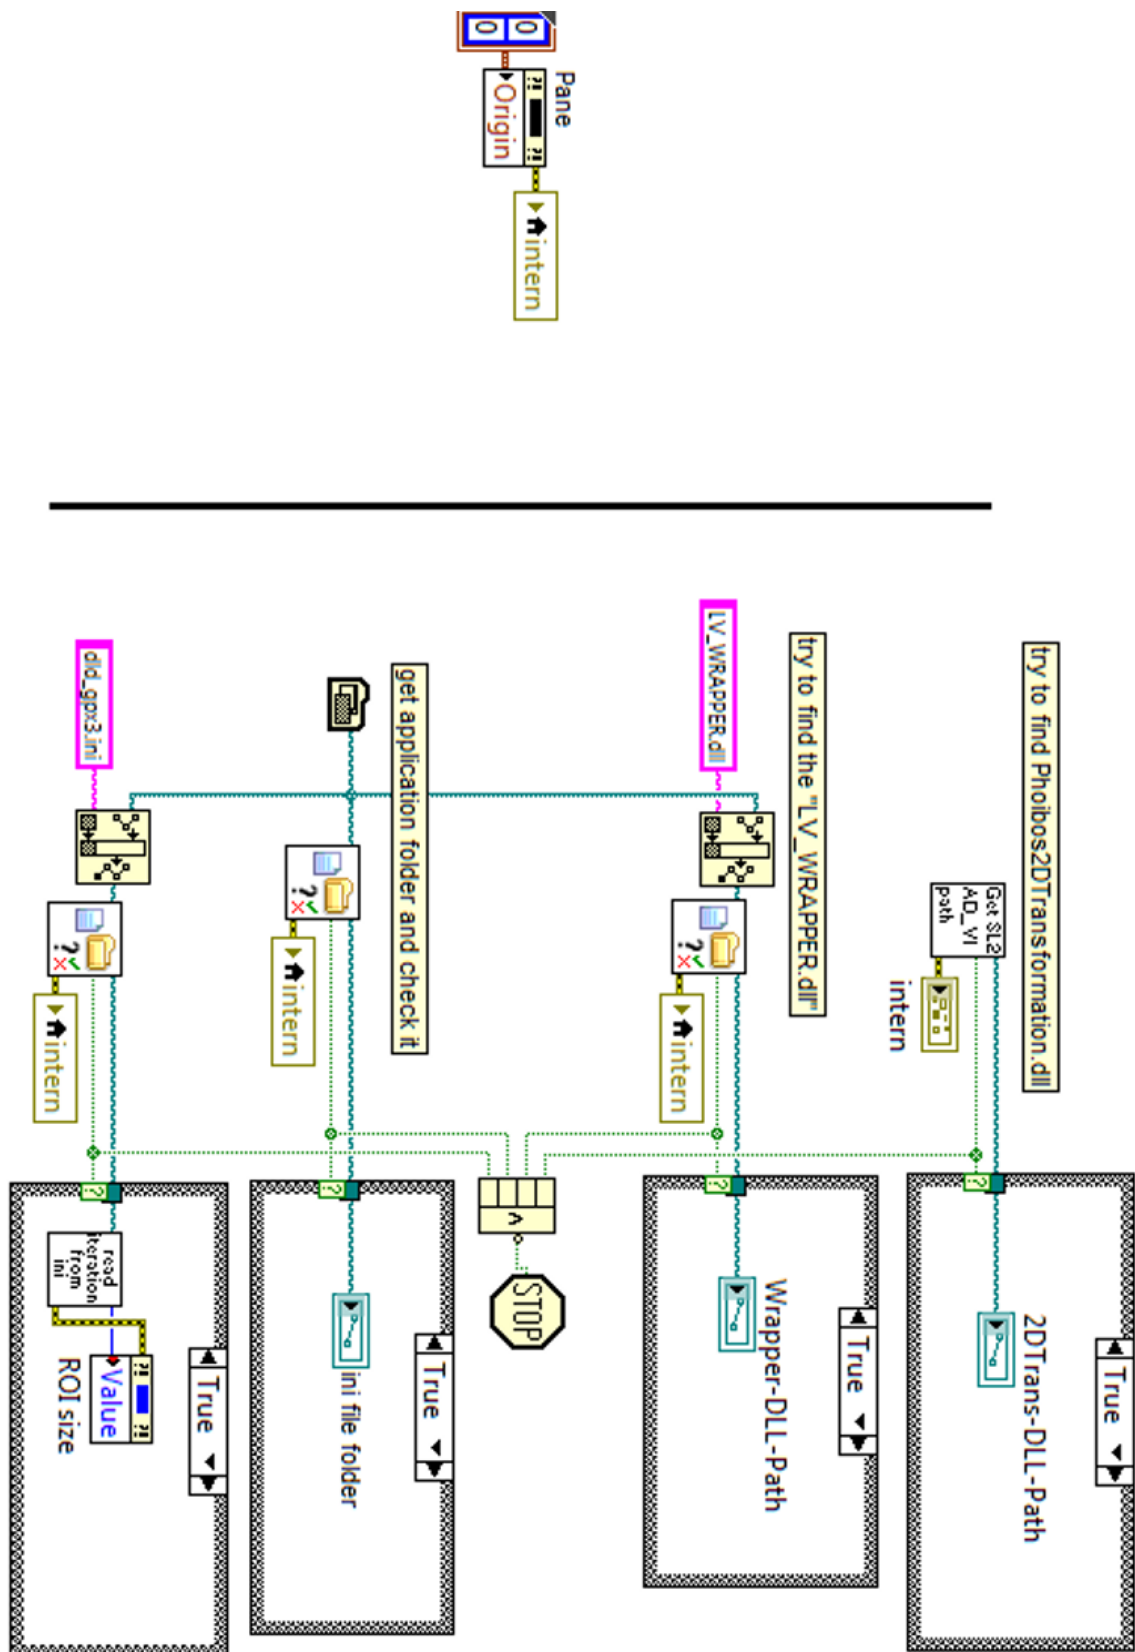 Pane
0
0
?!
?!
Origin
intern
try to find Phoibos2DTransformation.dll
Get SL2
AD_VI
path
intern
True
2DTrans-DLL-Path
try to find the "LV_WRAPPER.dll"
LV_WRAPPER.dll
?
intern
?
True
Wrapper-DLL-Path
STOP
get application folder and check it
?
intern
?
True
ini file folder
dld_gpx3.ini
?
intern
?
True
read
iteration
from
ini
?!
?!
Value
ROI size